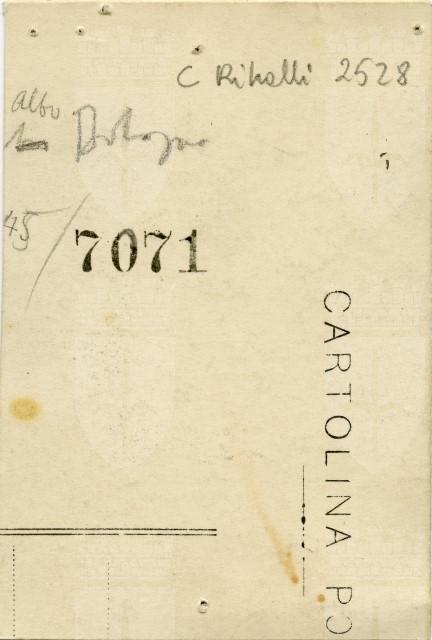 C Rihalli 2528
albo
Bologna
45/
7071
CARTOLINA PO